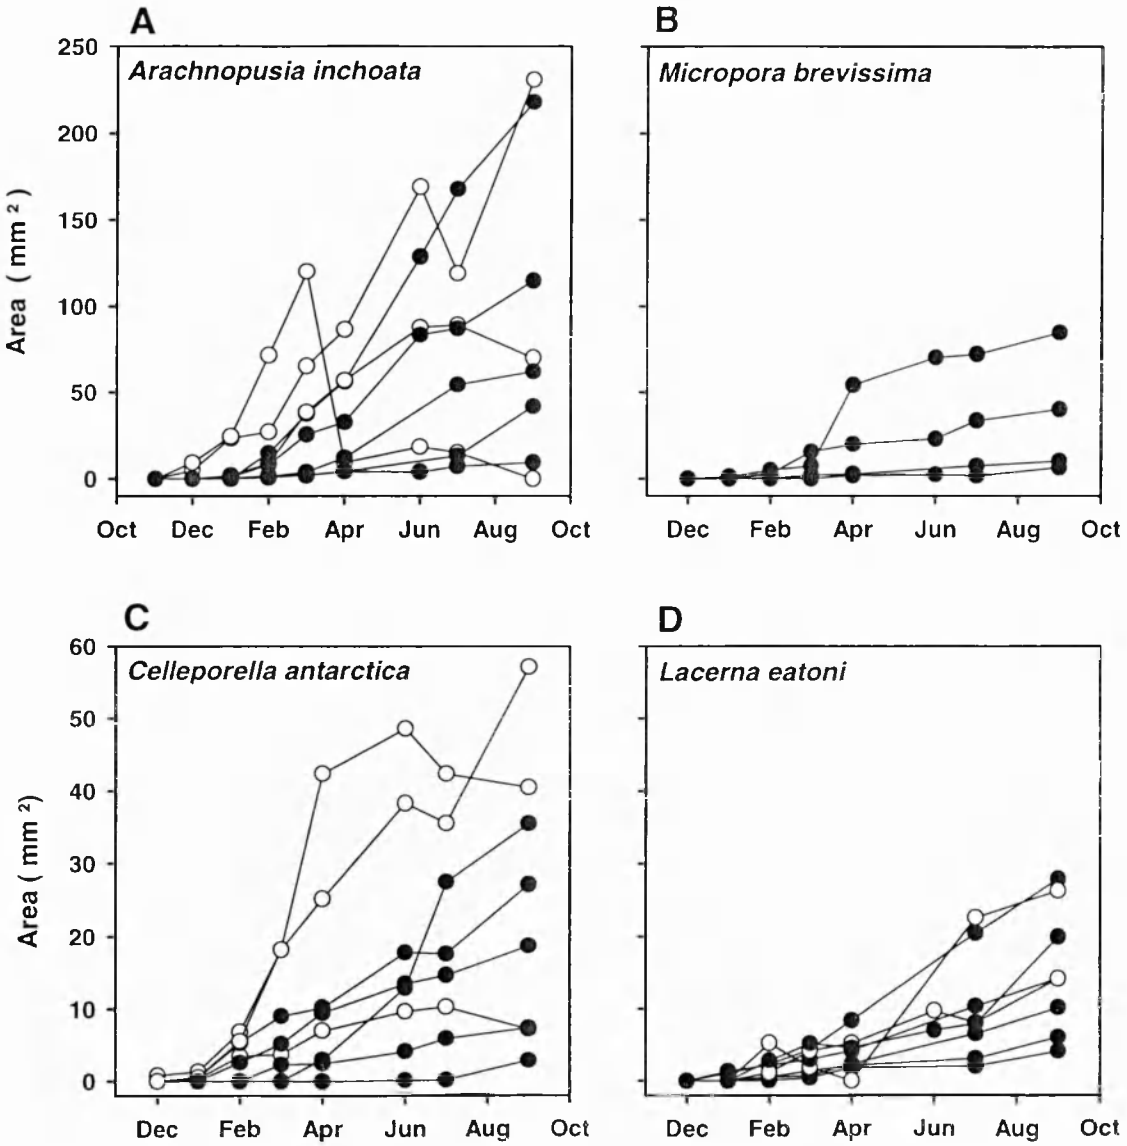 A B
Arachnopusia inchoata Micropora brevissima
250
200
150
100
50
0
Area ( mm ² )
Oct Dec Feb Apr Jun Aug Oct Dec Feb Apr Jun Aug Oct
C D
Celleporella antarctica Lacerna eatoni
60
50
40
30
20
10
0
Area ( mm ²)
Dec Feb Apr Jun Aug Oct Dec Feb Apr Jun Aug Oct